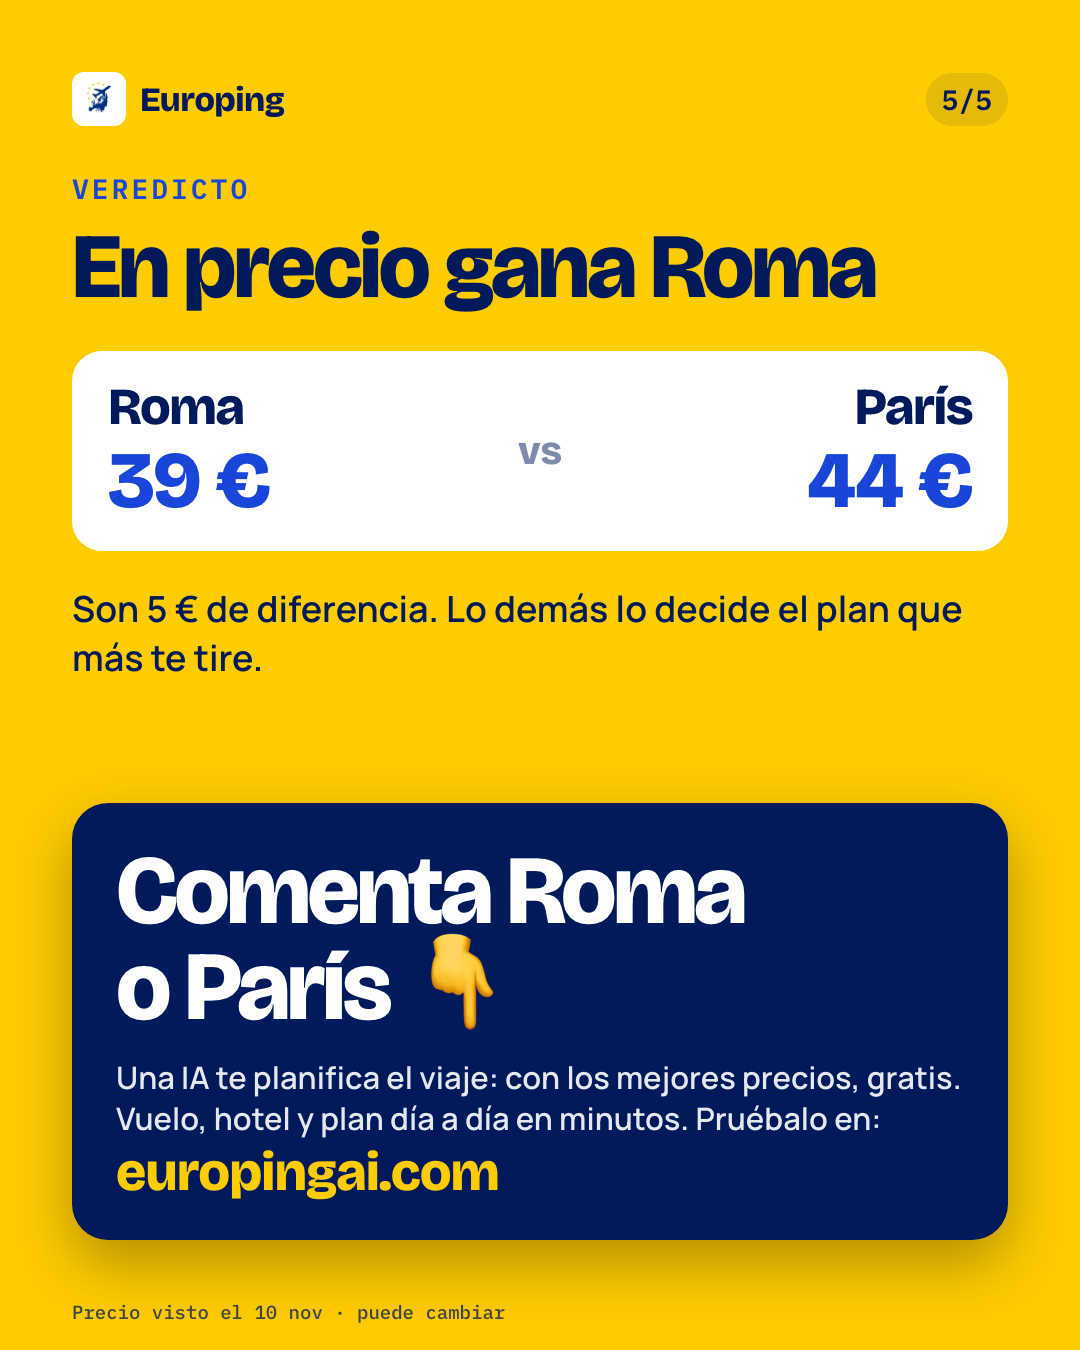 Europing
5/5
VEREDICTO
En precio gana Roma
Roma
39 €
vs
París
44 €
Son 5 € de diferencia. Lo demás lo decide el plan que
más te tire.
Comenta Roma
o París 👇
Una IA te planifica el viaje: con los mejores precios, gratis.
Vuelo, hotel y plan día a día en minutos. Pruébalo en:
europingai.com
Precio visto el 10 nov · puede cambiar